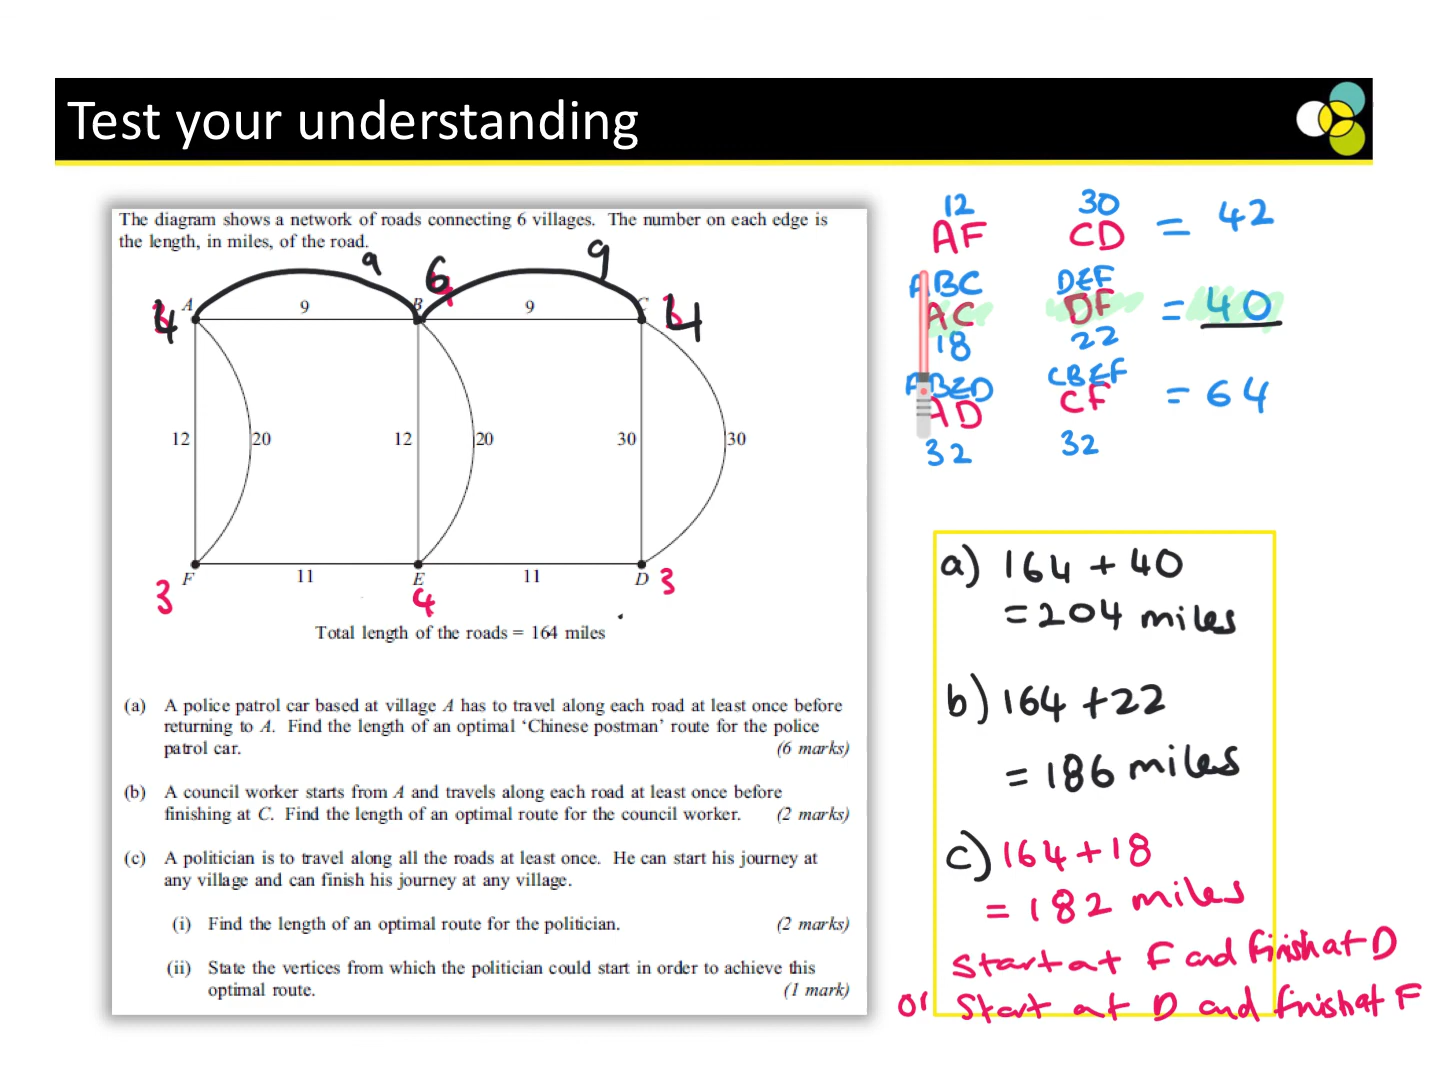 Test your understanding
The diagram shows a network of roads connecting 6 villages. The number on each edge is
the length, in miles, of the road.
9
9
6
4
A
9
B
9
C
4
12
20
12
20
30
30
F
11
E
11
D
3
4
3
Total length of the roads = 164 miles
(a) A police patrol car based at village A has to travel along each road at least once before
returning to A. Find the length of an optimal ‘Chinese postman’ route for the police
patrol car. (6 marks)
(b) A council worker starts from A and travels along each road at least once before
finishing at C. Find the length of an optimal route for the council worker. (2 marks)
(c) A politician is to travel along all the roads at least once. He can start his journey at
any village and can finish his journey at any village.
(i) Find the length of an optimal route for the politician. (2 marks)
(ii) State the vertices from which the politician could start in order to achieve this
optimal route. (1 mark)
12 30
AF CD = 42
ABC DEF
AC DF = 40
18 22
ABED CBEF
AD CF = 64
32 32
a) 164 + 40
= 204 miles
b) 164 + 22
= 186 miles
c) 164 + 18
= 182 miles
Start at F and finish at D
or Start at D and finish at F